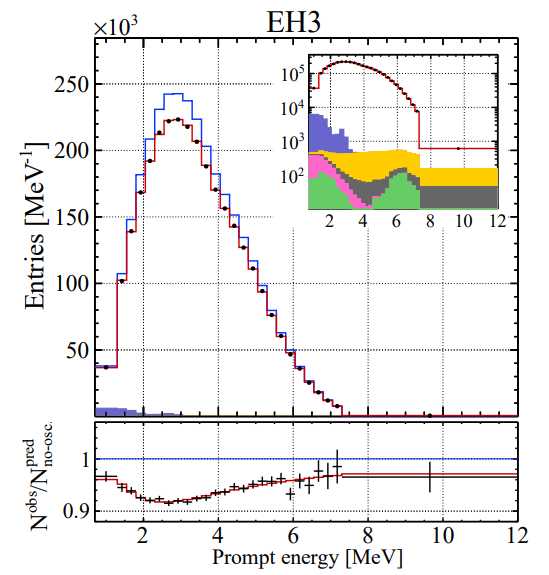 EH3
×10³
Entries [MeV⁻¹]
250
200
150
100
50
10⁵
10⁴
10³
10²
2 4 6 8 10 12
N^obs/N^pred_no-osc.
1
0.9
2 4 6 8 10 12
Prompt energy [MeV]